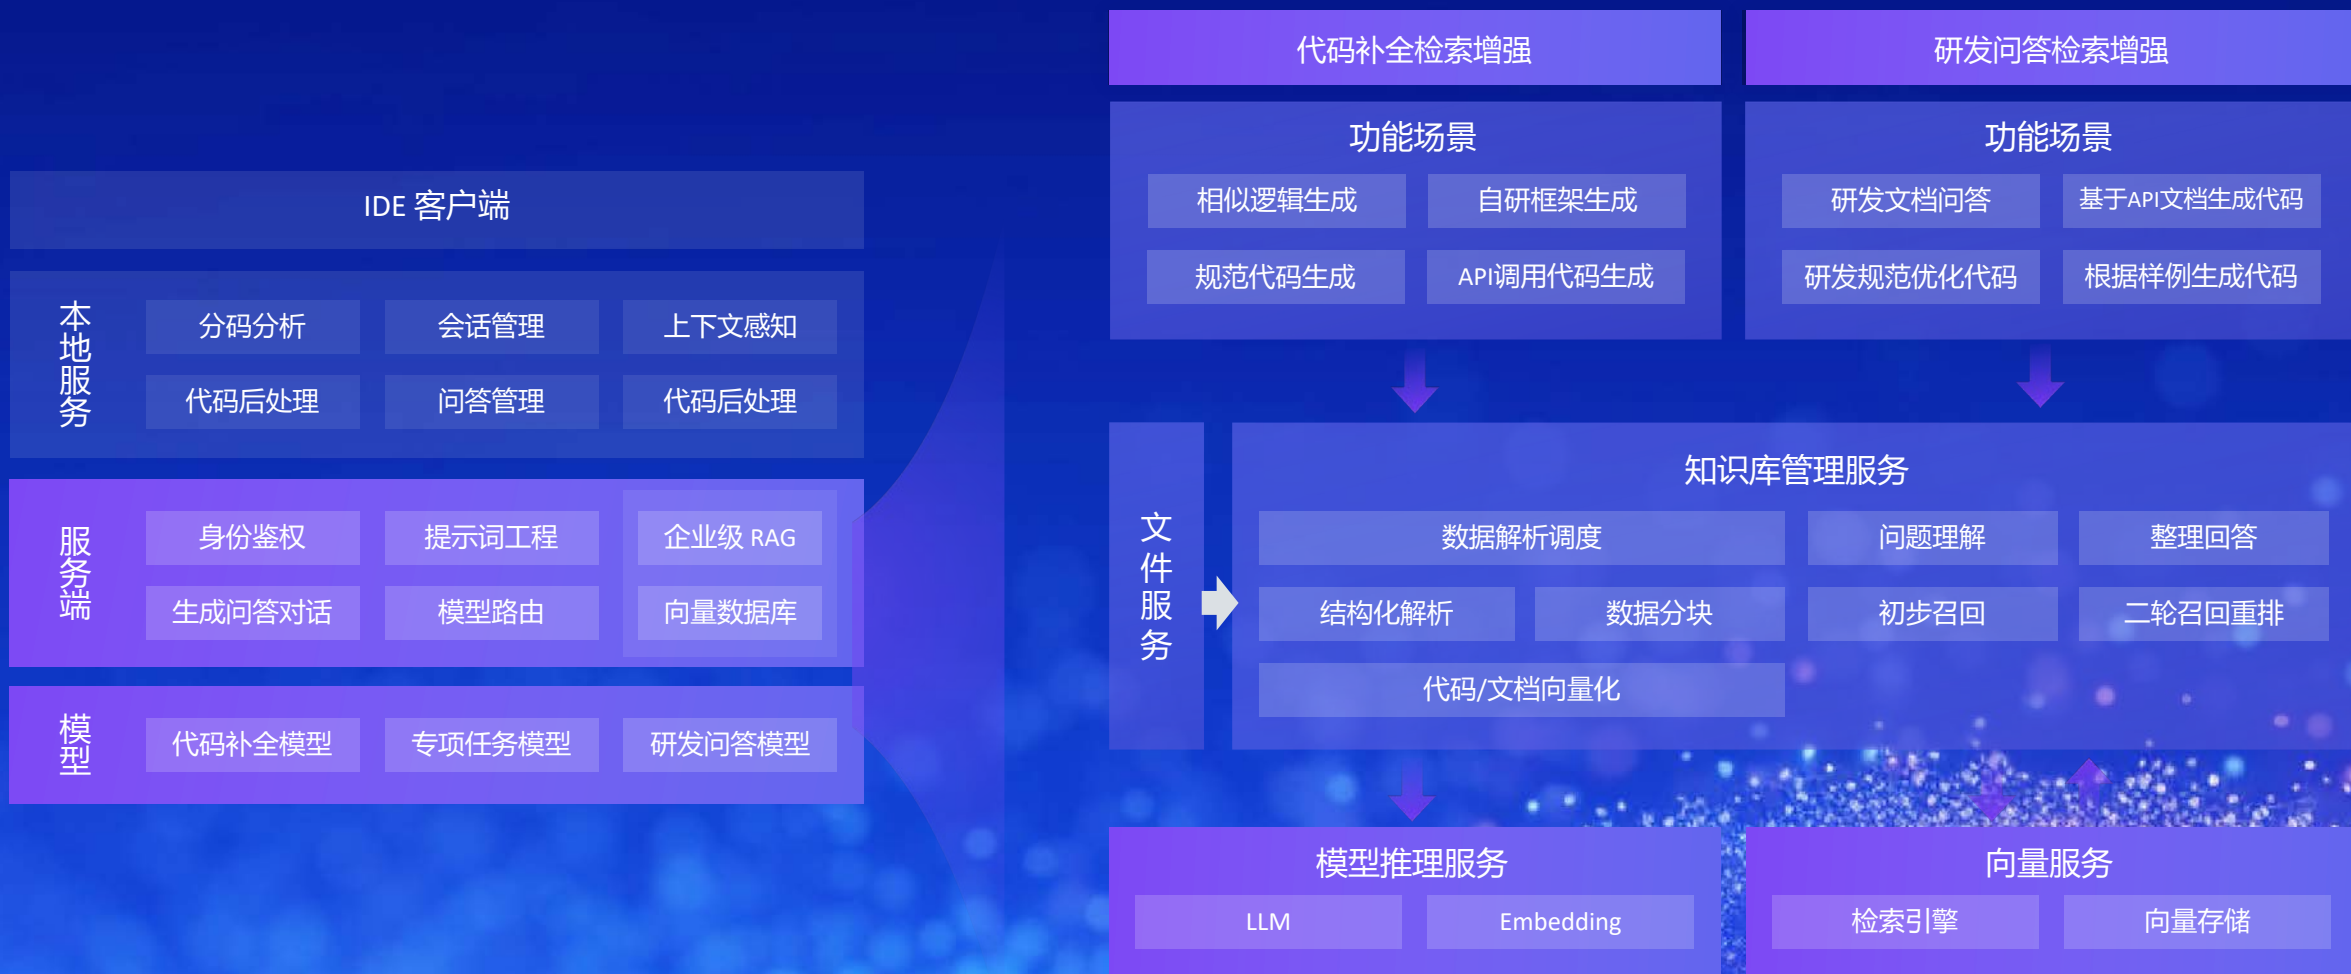 IDE 客户端
本地服务
分码分析
会话管理
上下文感知
代码后处理
问答管理
代码后处理
服务端
身份鉴权
提示词工程
企业级 RAG
生成问答对话
模型路由
向量数据库
模型
代码补全模型
专项任务模型
研发问答模型
代码补全检索增强
功能场景
相似逻辑生成
自研框架生成
规范代码生成
API调用代码生成
研发问答检索增强
功能场景
研发文档问答
基于API文档生成代码
研发规范优化代码
根据样例生成代码
文件服务
知识库管理服务
数据解析调度
问题理解
整理回答
结构化解析
数据分块
初步召回
二轮召回重排
代码/文档向量化
模型推理服务
LLM
Embedding
向量服务
检索引擎
向量存储